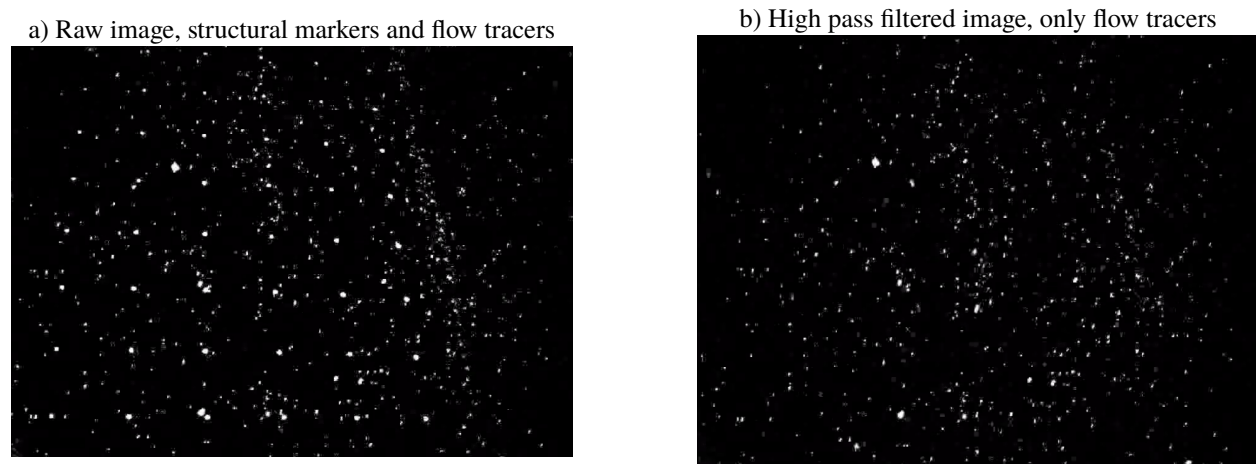 a) Raw image, structural markers and flow tracers
b) High pass filtered image, only flow tracers